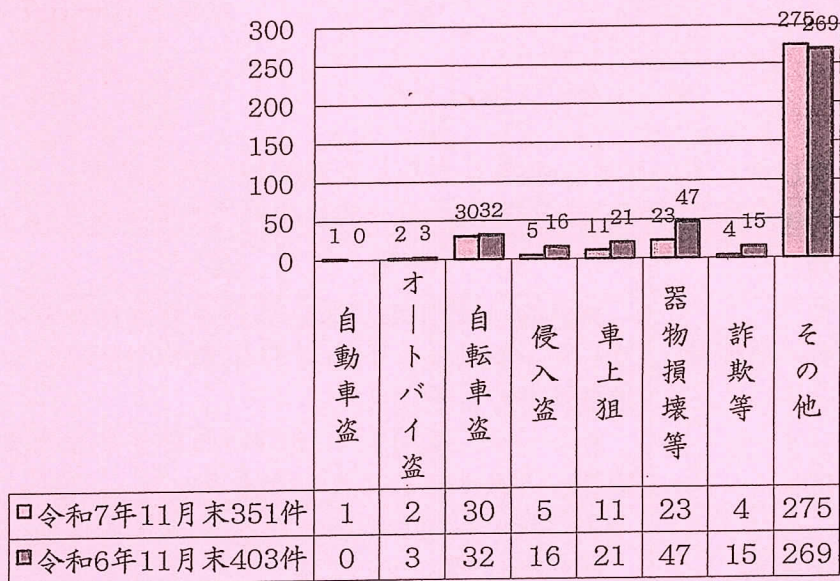 275 269
300
250
200
150
100
50
0
1 0 2 3 30 32 5 16 11 21 23 47 4 15
自動車盗
オートバイ盗
自転車盗
侵入盗
車上狙
器物損壊等
詐欺等
その他
令和7年11月末351件 1 2 30 5 11 23 4 275
令和6年11月末403件 0 3 32 16 21 47 15 269